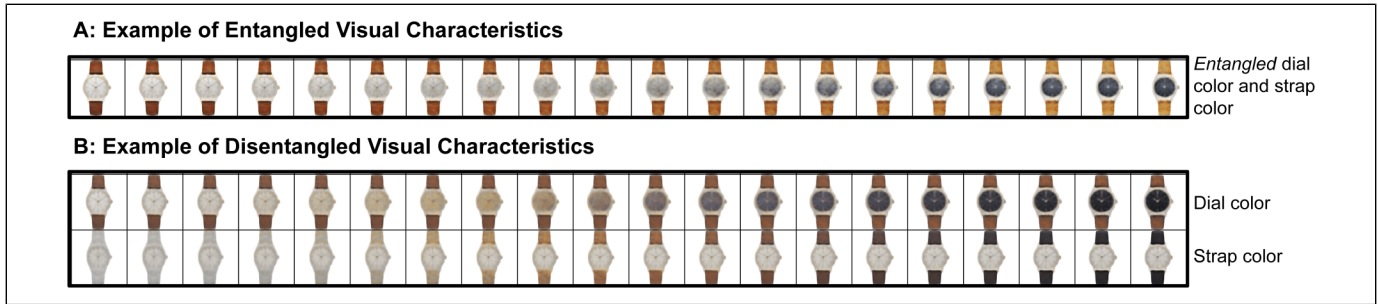 A: Example of Entangled Visual Characteristics
Entangled dial
color and strap
color
B: Example of Disentangled Visual Characteristics
Dial color
Strap color